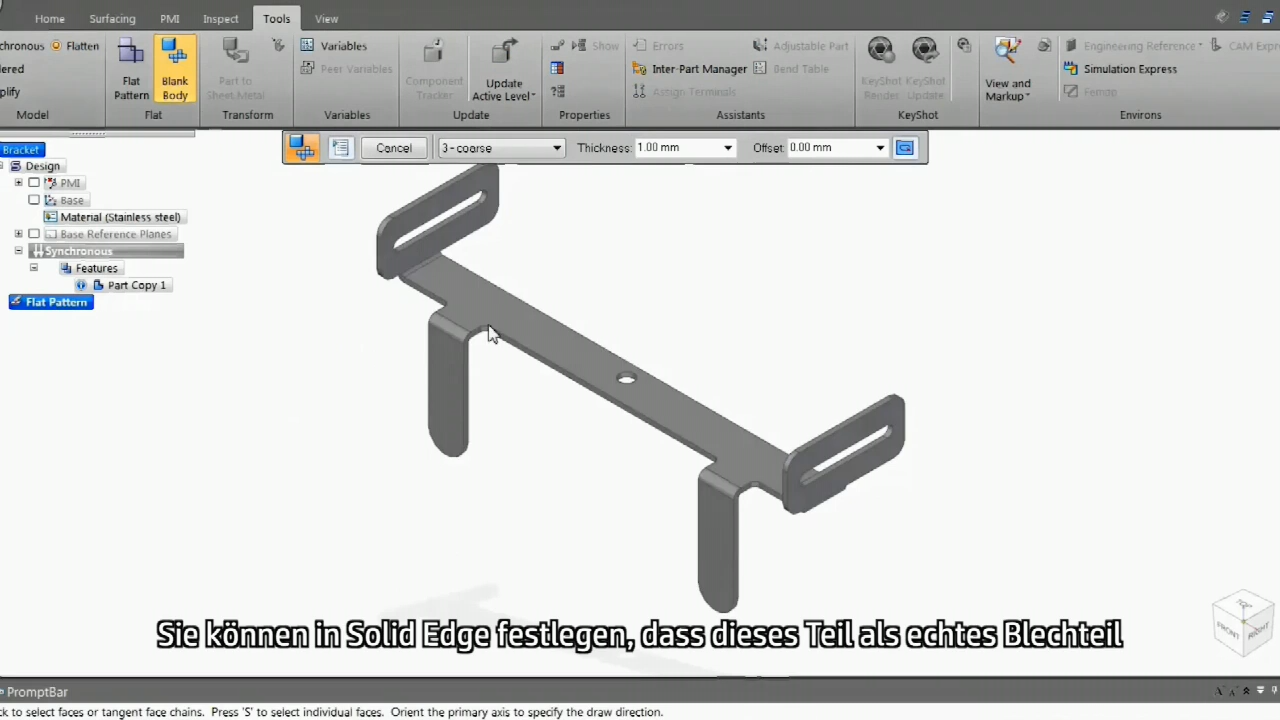 Home Surfacing PMI Inspect Tools View
chronous Flatten
dered
plify
Model
Flat Pattern
Blank Body
Flat
Part to Sheet Metal
Transform
Variables
Peer Variables
Variables
Component Tracker
Update Active Level
Update
Show
Properties
Errors
Inter-Part Manager
Assign Terminals
Adjustable Part
Bend Table
Assistants
KeyShot Render
KeyShot Update
KeyShot
View and Markup
Engineering Reference
CAM Expr
Simulation Express
Femap
Environs
Cancel 3 - coarse Thickness: 1.00 mm Offset: 0.00 mm
Bracket
Design
PMI
Base
Material (Stainless steel)
Base Reference Planes
Synchronous
Features
Part Copy 1
Flat Pattern
FRONT RIGHT
Sie können in Solid Edge festlegen, dass dieses Teil als echtes Blechteil
PromptBar
ck to select faces or tangent face chains. Press 'S' to select individual faces. Orient the primary axis to specify the draw direction.